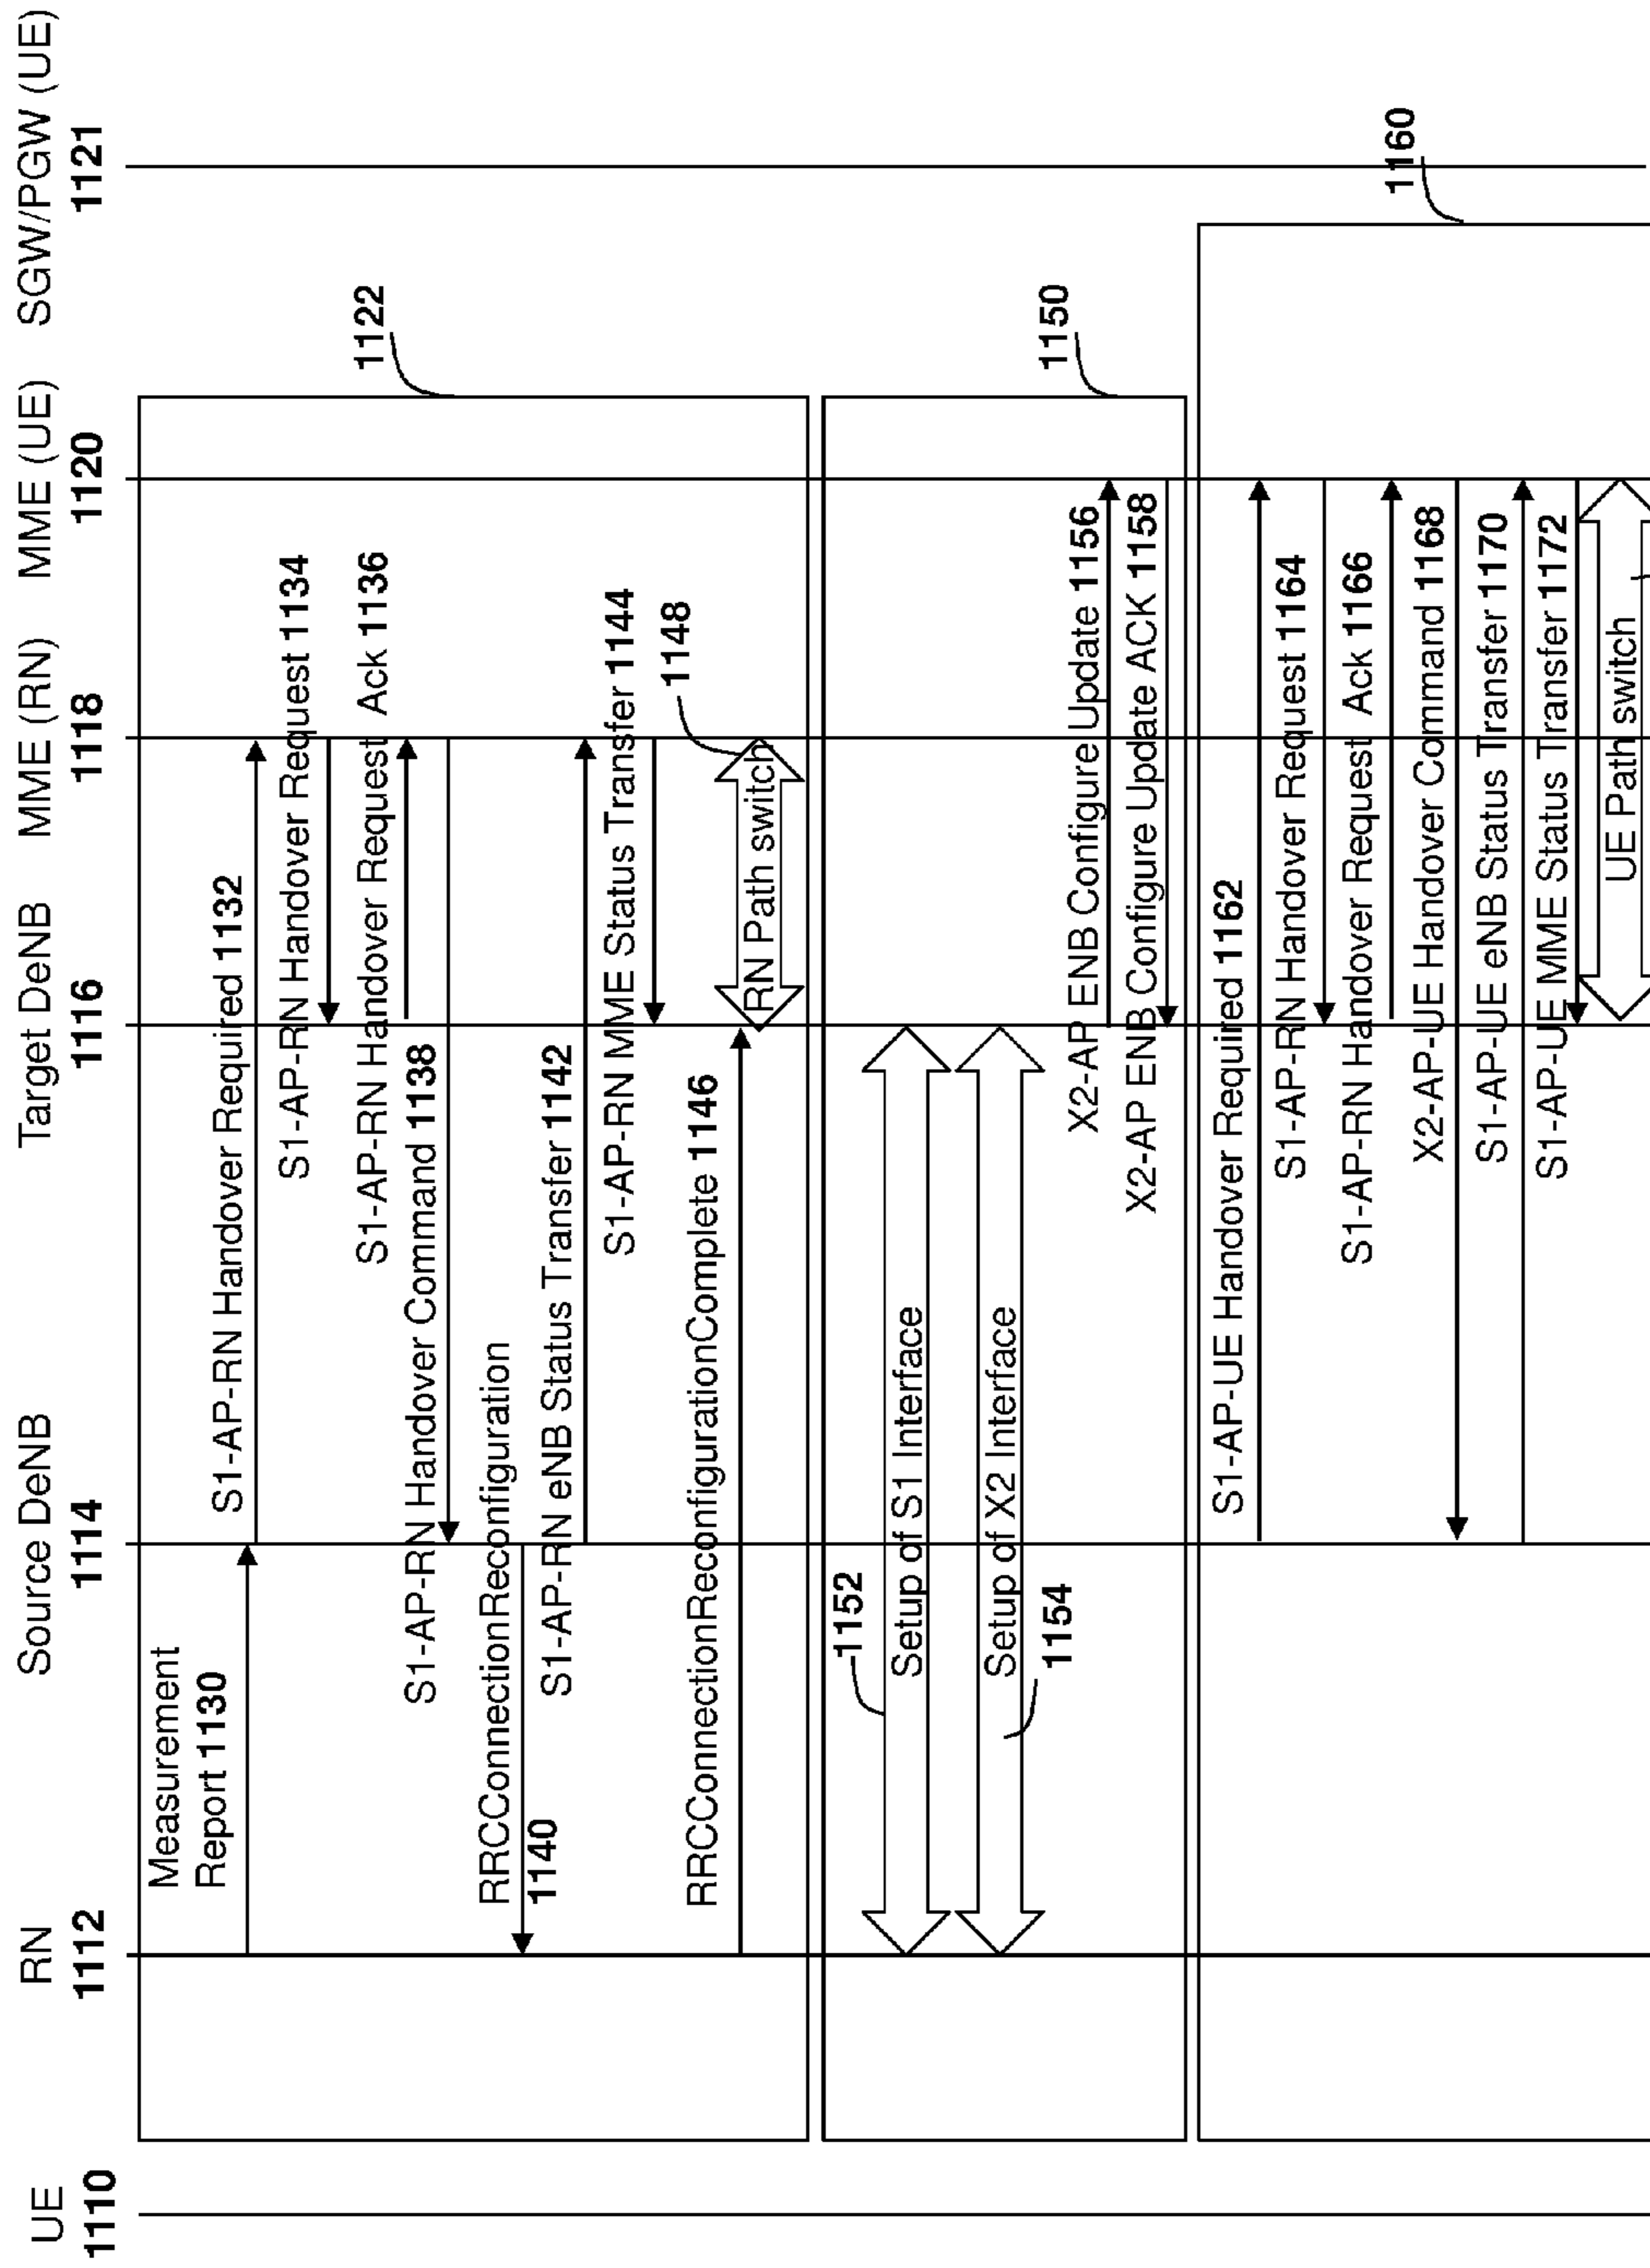 UE
1110
RN
1112
Source DeNB
1114
Target DeNB
1116
MME (RN)
1118
MME (UE)
1120
SGW/PGW (UE)
1121
1122
Measurement
Report 1130
S1-AP-RN Handover Required 1132
S1-AP-RN Handover Request 1134
S1-AP-RN Handover Request Ack 1136
S1-AP-RN Handover Command 1138
RRCConnectionReconfiguration
1140
S1-AP-RN eNB Status Transfer 1142
S1-AP-RN MME Status Transfer 1144
RRCConnectionReconfigurationComplete 1146
1148
RN Path switch
1150
1152
Setup of S1 Interface
Setup of X2 Interface
1154
X2-AP ENB Configure Update 1156
X2-AP ENB Configure Update ACK 1158
1160
S1-AP-UE Handover Required 1162
S1-AP-RN Handover Request 1164
S1-AP-RN Handover Request Ack 1166
X2-AP-UE Handover Command 1168
S1-AP-UE eNB Status Transfer 1170
S1-AP-UE MME Status Transfer 1172
UE Path switch